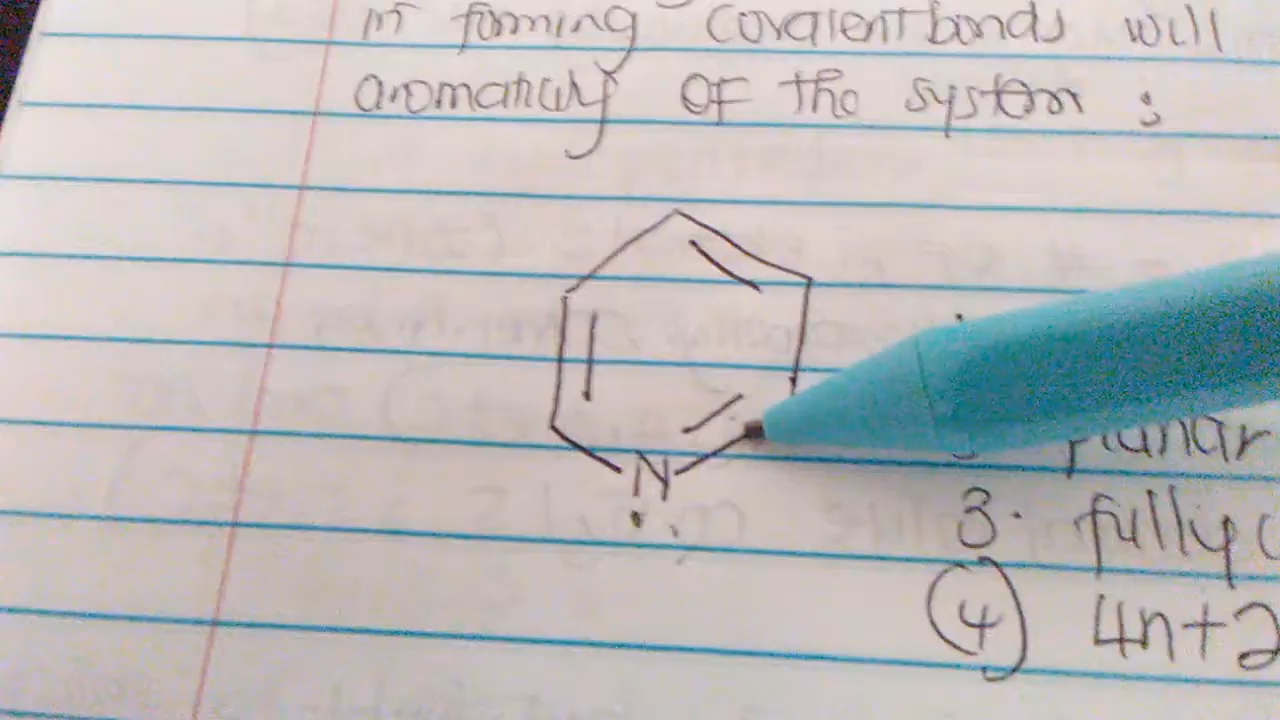 in forming covalent bonds will
aromaticity OF the system :
N
planar
3. fully c
4 4n+2